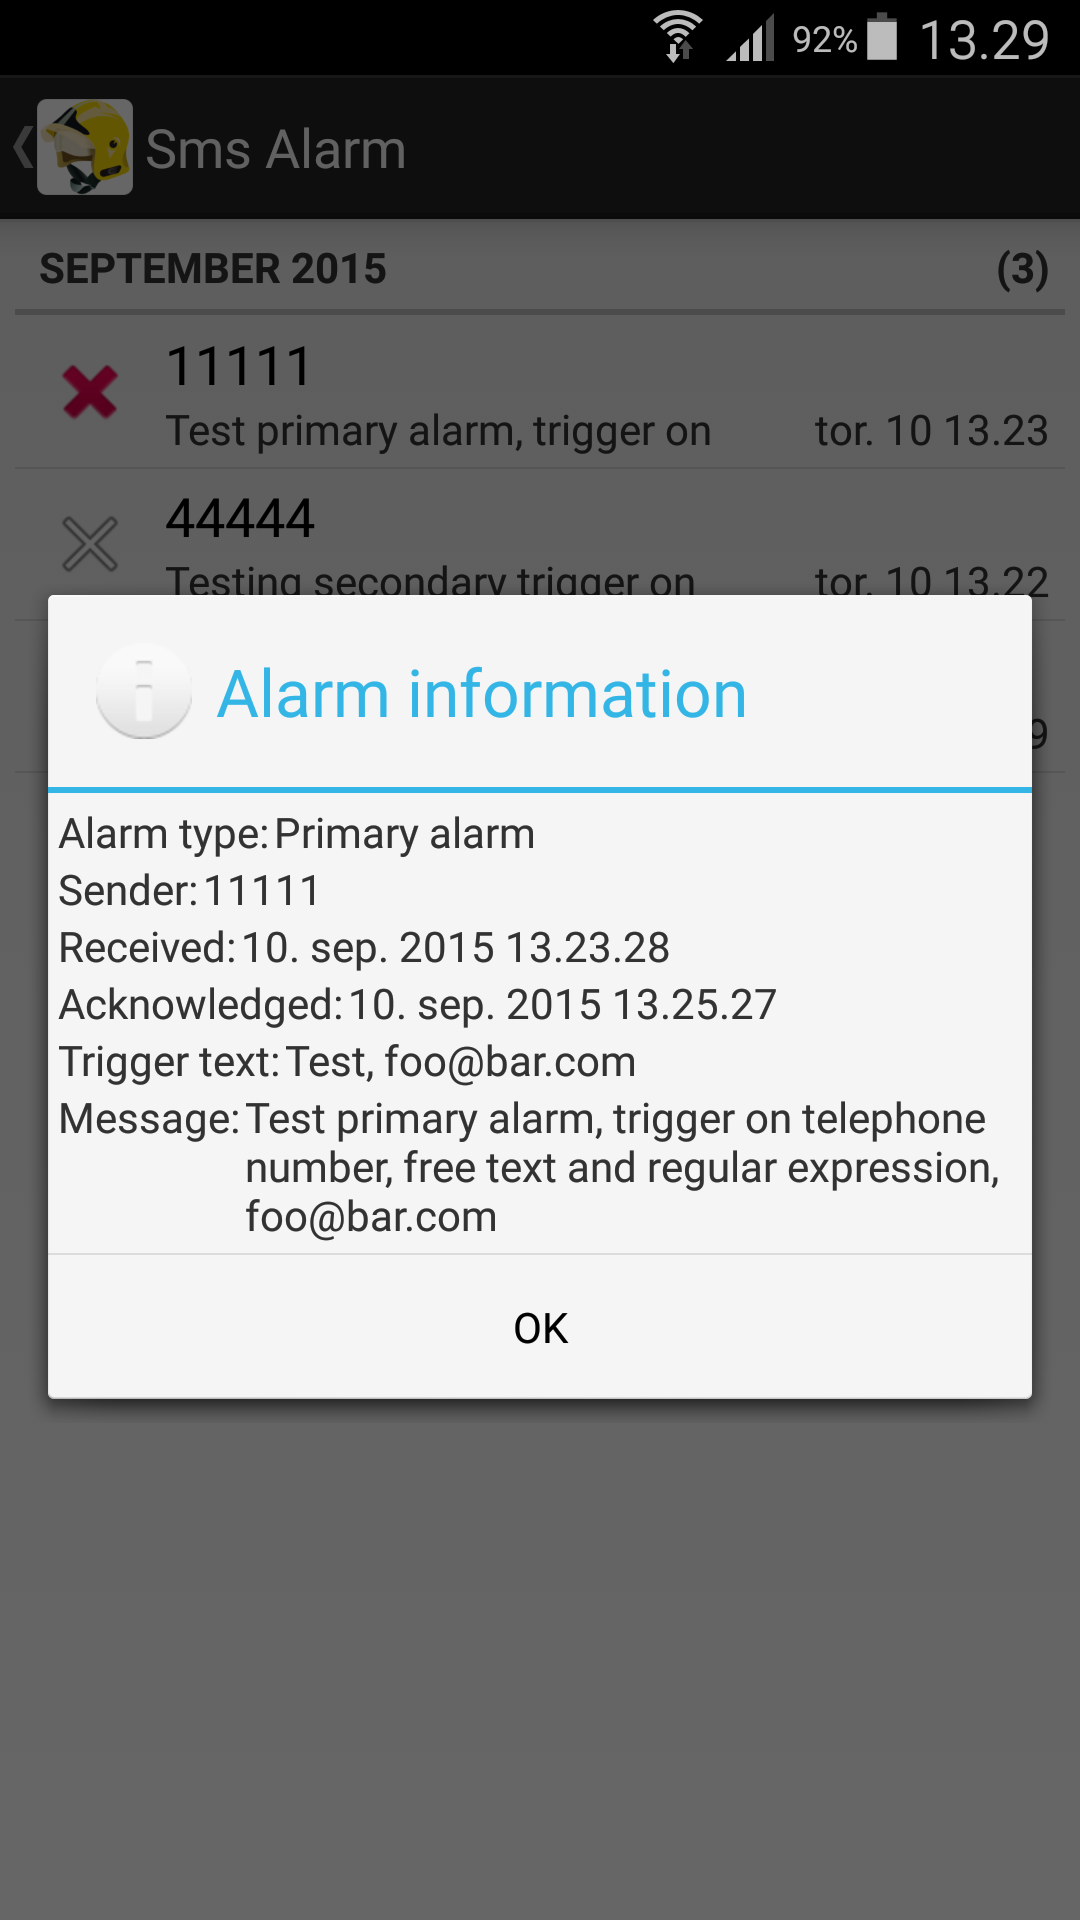 92% 13.29
Sms Alarm
SEPTEMBER 2015 (3)
11111
Test primary alarm, trigger on tor. 10 13.23
44444
Testing secondary trigger on tor. 10 13.22
9
Alarm information
Alarm type: Primary alarm
Sender: 11111
Received: 10. sep. 2015 13.23.28
Acknowledged: 10. sep. 2015 13.25.27
Trigger text: Test, foo@bar.com
Message: Test primary alarm, trigger on telephone
number, free text and regular expression,
foo@bar.com
OK